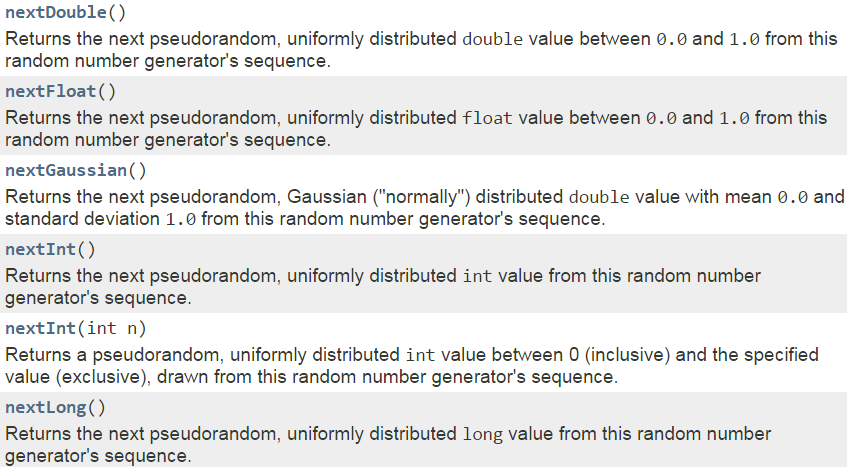 nextDouble()
Returns the next pseudorandom, uniformly distributed double value between 0.0 and 1.0 from this
random number generator's sequence.
nextFloat()
Returns the next pseudorandom, uniformly distributed float value between 0.0 and 1.0 from this
random number generator's sequence.
nextGaussian()
Returns the next pseudorandom, Gaussian ("normally") distributed double value with mean 0.0 and
standard deviation 1.0 from this random number generator's sequence.
nextInt()
Returns the next pseudorandom, uniformly distributed int value from this random number
generator's sequence.
nextInt(int n)
Returns a pseudorandom, uniformly distributed int value between 0 (inclusive) and the specified
value (exclusive), drawn from this random number generator's sequence.
nextLong()
Returns the next pseudorandom, uniformly distributed long value from this random number
generator's sequence.